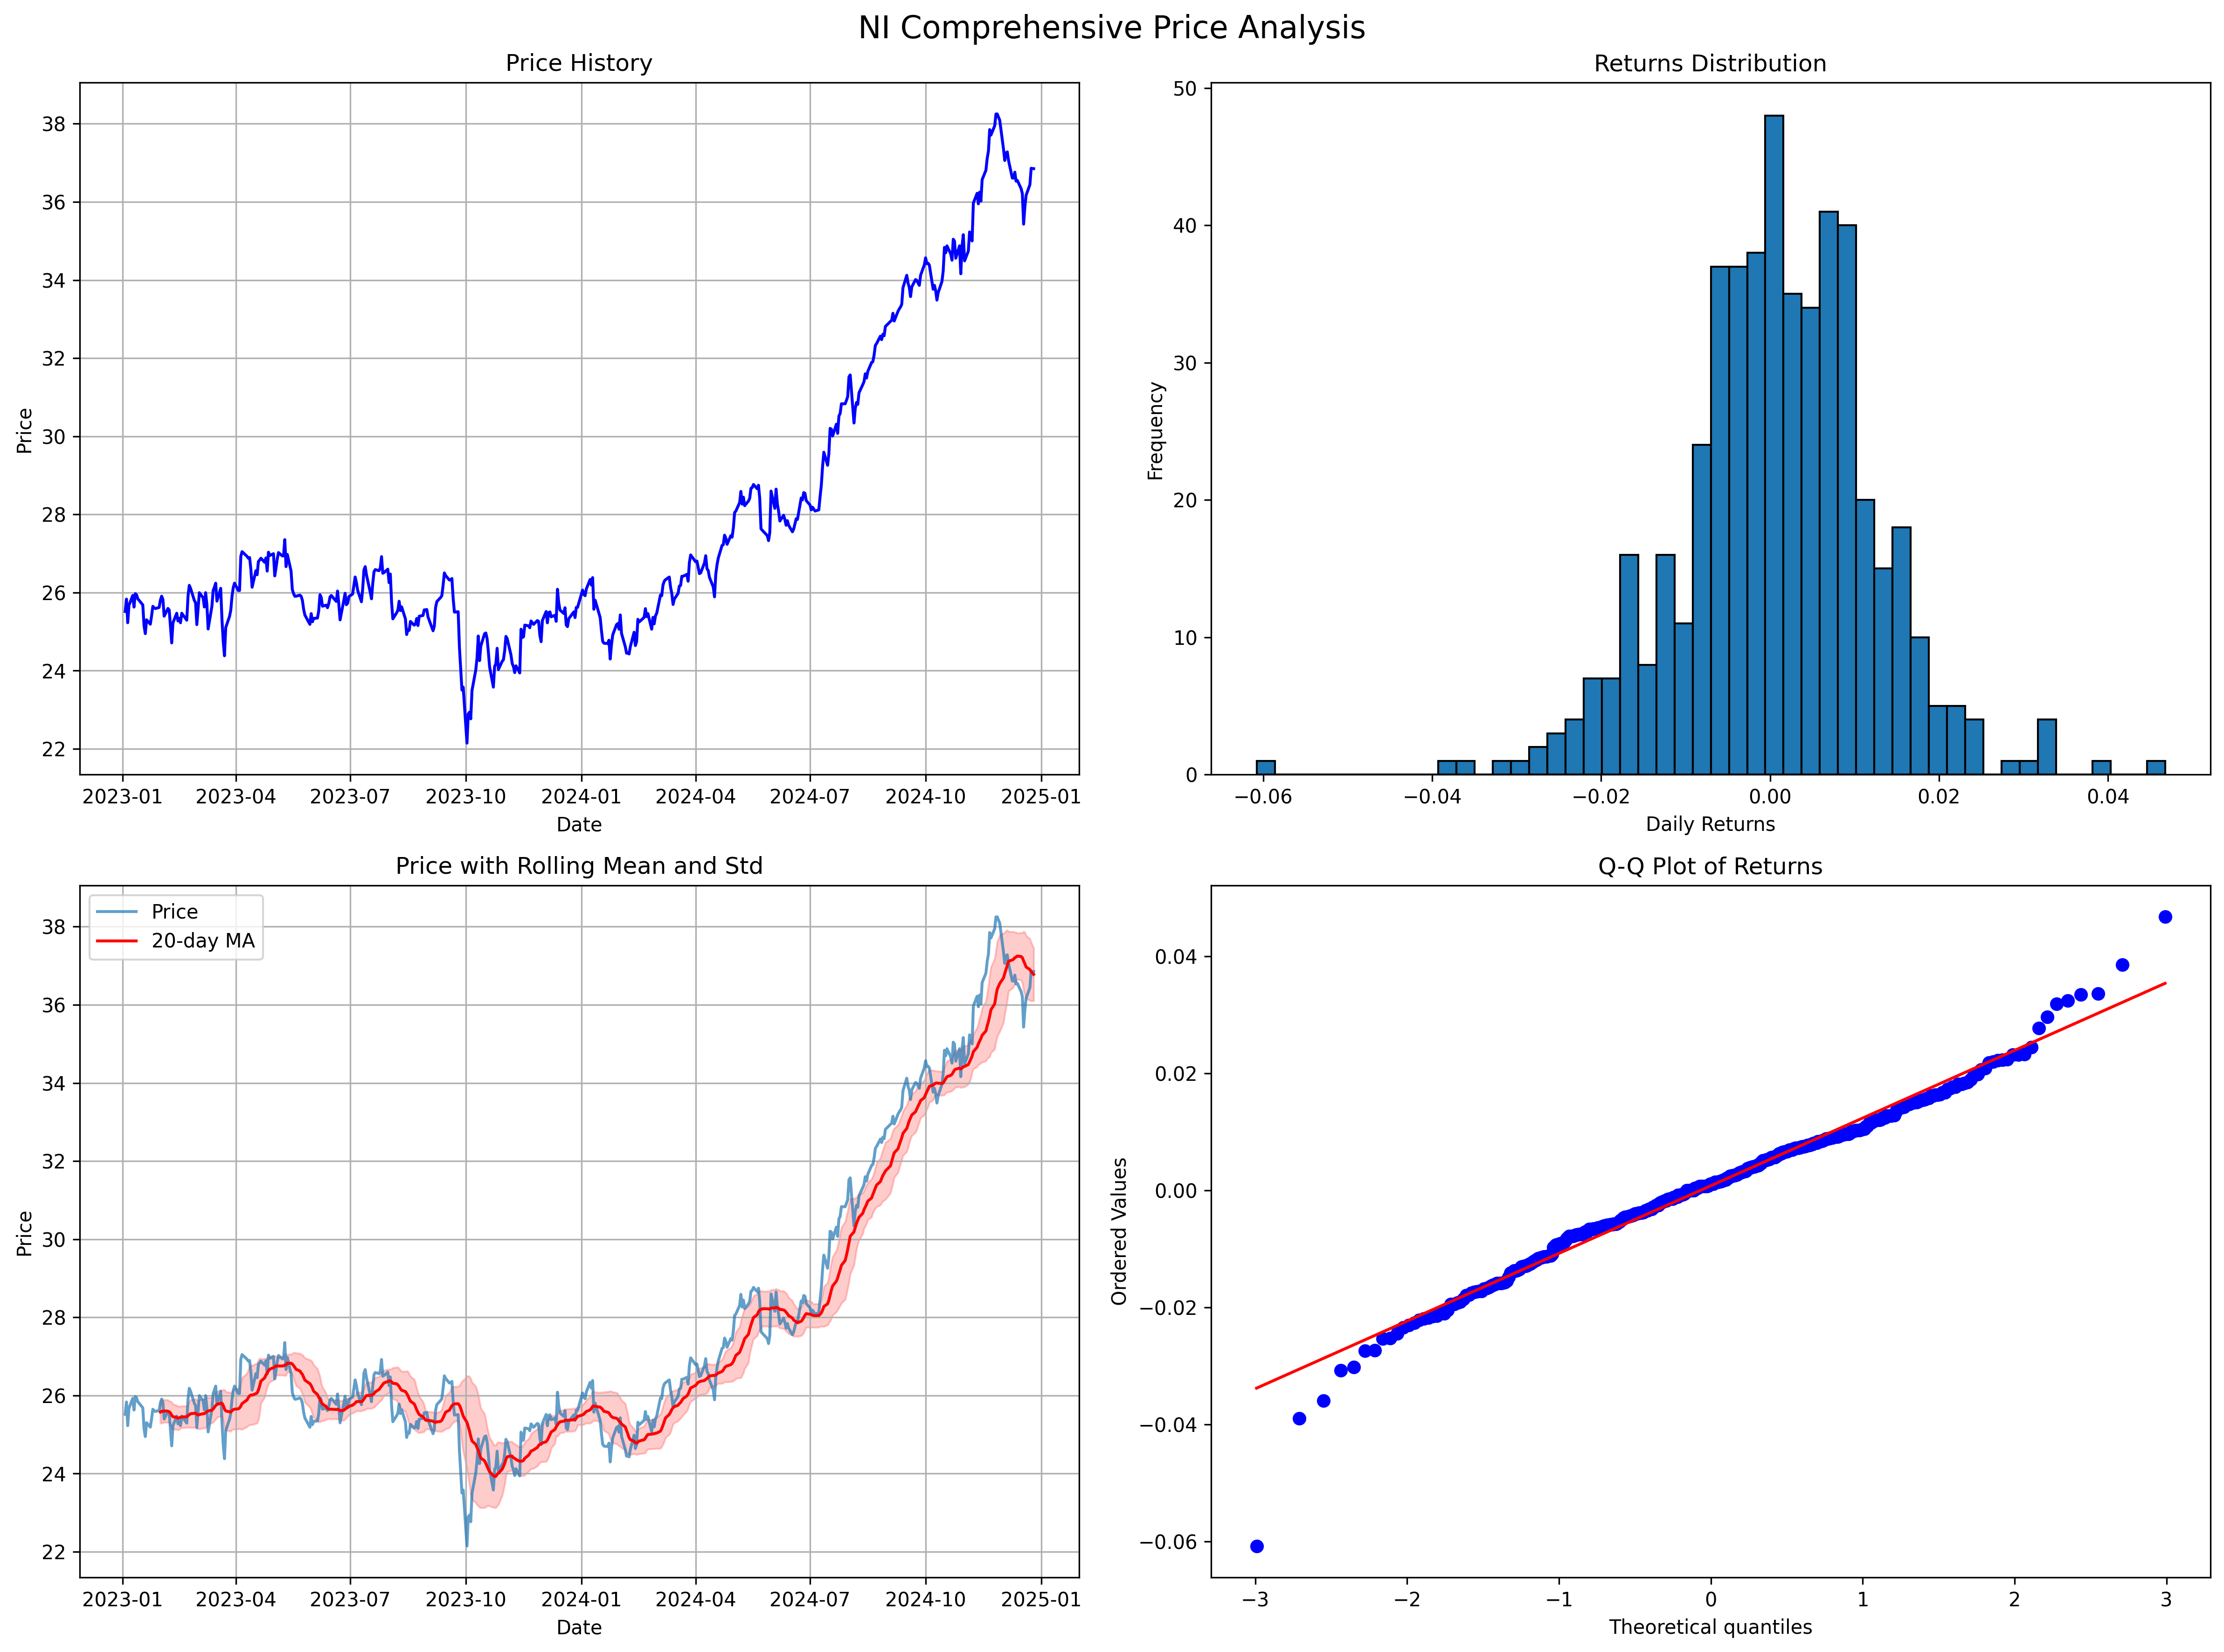 NI Comprehensive Price Analysis
Price History
38
36
34
32
30
28
26
24
22
Price
2023-01 2023-04 2023-07 2023-10 2024-01 2024-04 2024-07 2024-10 2025-01
Date
Returns Distribution
50
40
30
20
10
0
Frequency
−0.06 −0.04 −0.02 0.00 0.02 0.04
Daily Returns
Price with Rolling Mean and Std
Price
20-day MA
38
36
34
32
30
28
26
24
22
Price
2023-01 2023-04 2023-07 2023-10 2024-01 2024-04 2024-07 2024-10 2025-01
Date
Q-Q Plot of Returns
0.04
0.02
0.00
−0.02
−0.04
−0.06
Ordered Values
−3 −2 −1 0 1 2 3
Theoretical quantiles